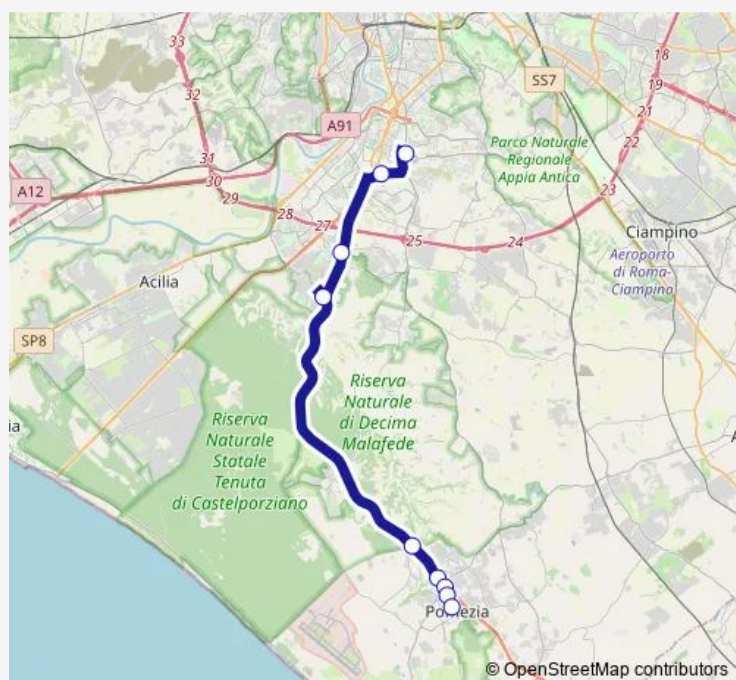 33
18
SS7
19
32
21
A91
Parco Naturale
Regionale
Appia Antica
22
31
30
A12
23
29
28
27
25
24
Ciampino
Aeroporto
di Roma-
Ciampino
Acilia
SP8
Riserva
Naturale
di Decima
Malafede
Riserva
Naturale
Statale
Tenuta
di Castelporziano
ia
A
Pomezia
© OpenStreetMap contributors